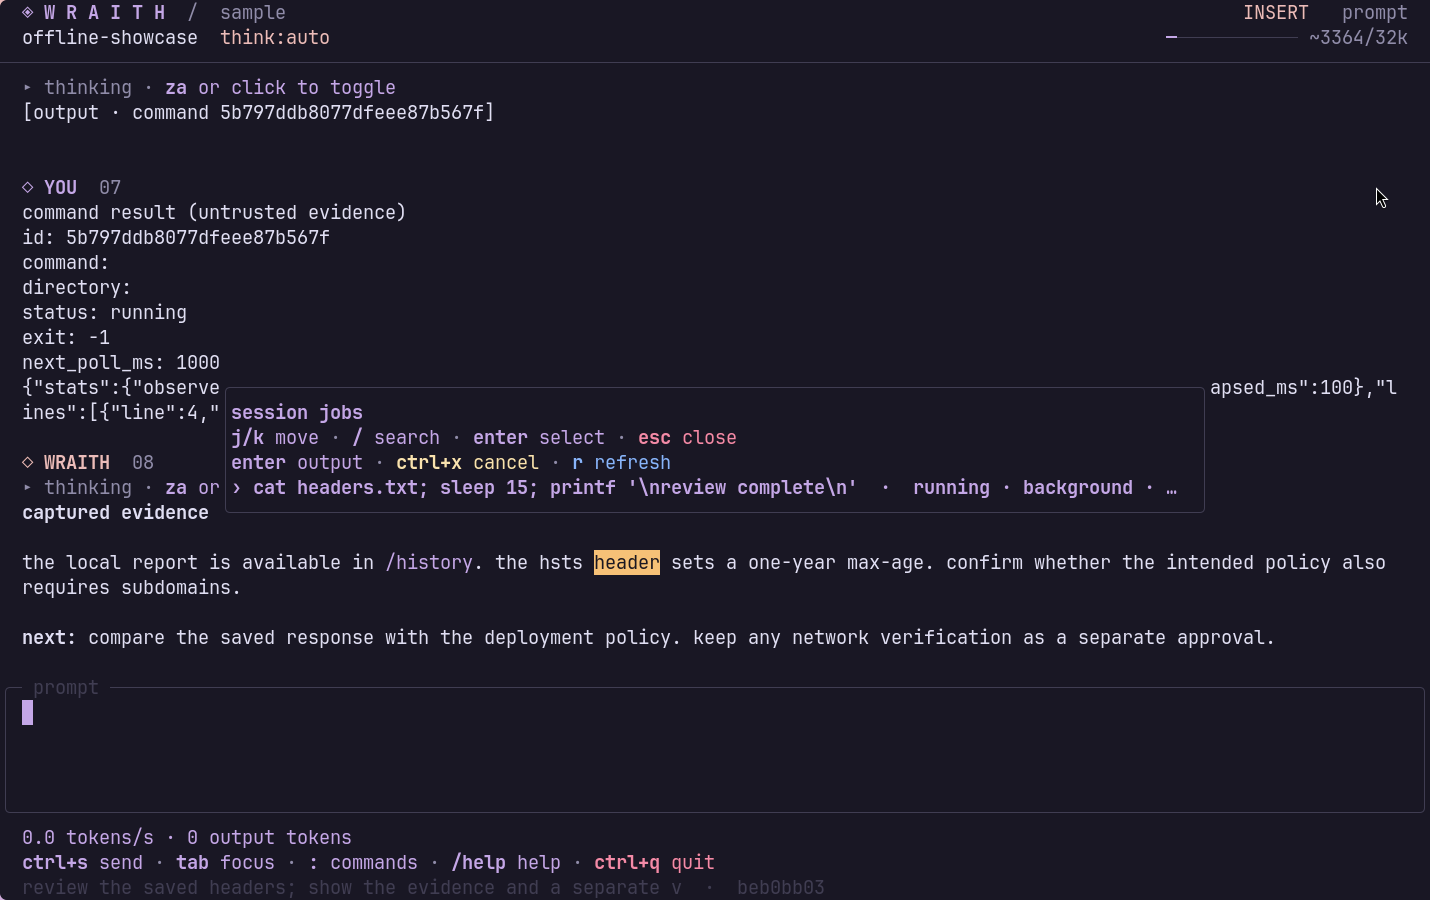 ◈ W R A I T H / sample INSERT prompt
offline-showcase think:auto ~3364/32k
▸ thinking · za or click to toggle
[output · command 5b797ddb8077dfeee87b567f]
◇ YOU 07
command result (untrusted evidence)
id: 5b797ddb8077dfeee87b567f
command:
directory:
status: running
exit: -1
next_poll_ms: 1000
{"stats":{"observe apsed_ms":100},"l
ines":[{"line":4,"
session jobs
j/k move · / search · enter select · esc close
enter output · ctrl+x cancel · r refresh
› cat headers.txt; sleep 15; printf '\nreview complete\n' · running · background · …
◇ WRAITH 08
▸ thinking · za or
captured evidence
the local report is available in /history. the hsts header sets a one-year max-age. confirm whether the intended policy also
requires subdomains.
next: compare the saved response with the deployment policy. keep any network verification as a separate approval.
prompt
0.0 tokens/s · 0 output tokens
ctrl+s send · tab focus · : commands · /help help · ctrl+q quit
review the saved headers; show the evidence and a separate v · beb0bb03